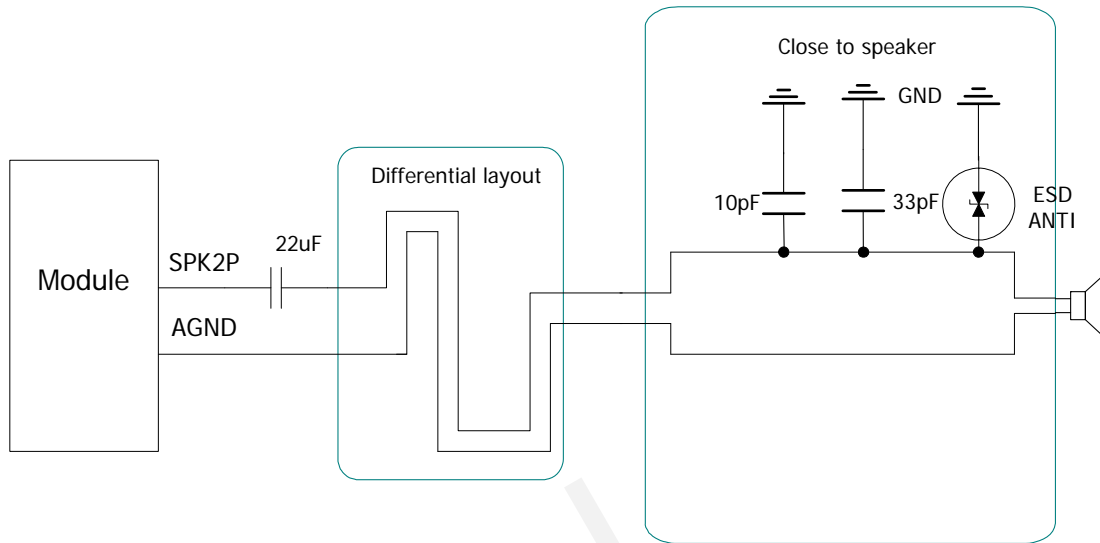 Close to speaker
GND
Differential layout
10pF
33pF
ESD
ANTI
22uF
SPK2P
Module
AGND